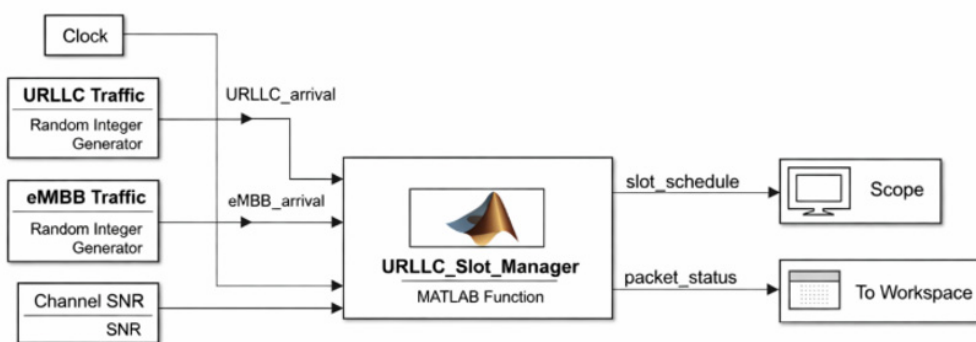 Clock
URLLC Traffic
Random Integer
Generator
URLLC_arrival
eMBB Traffic
Random Integer
Generator
eMBB_arrival
Channel SNR
SNR
URLLC_Slot_Manager
MATLAB Function
slot_schedule
Scope
packet_status
To Workspace